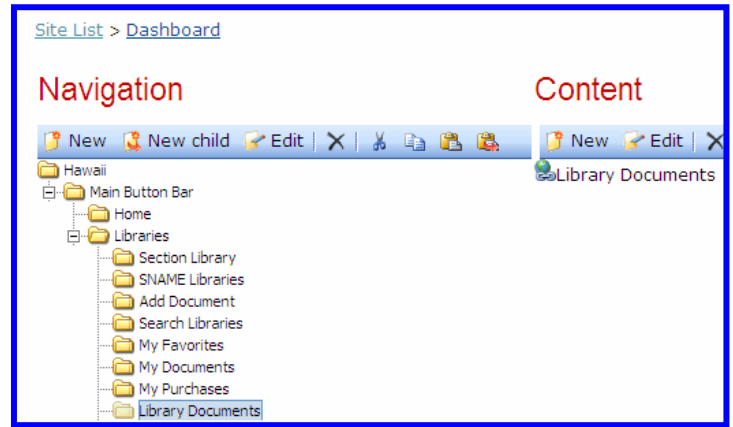 Site List > Dashboard
Navigation
New New child Edit
Hawaii
Main Button Bar
Home
Libraries
Section Library
SNAME Libraries
Add Document
Search Libraries
My Favorites
My Documents
My Purchases
Library Documents
Content
New Edit
Library Documents